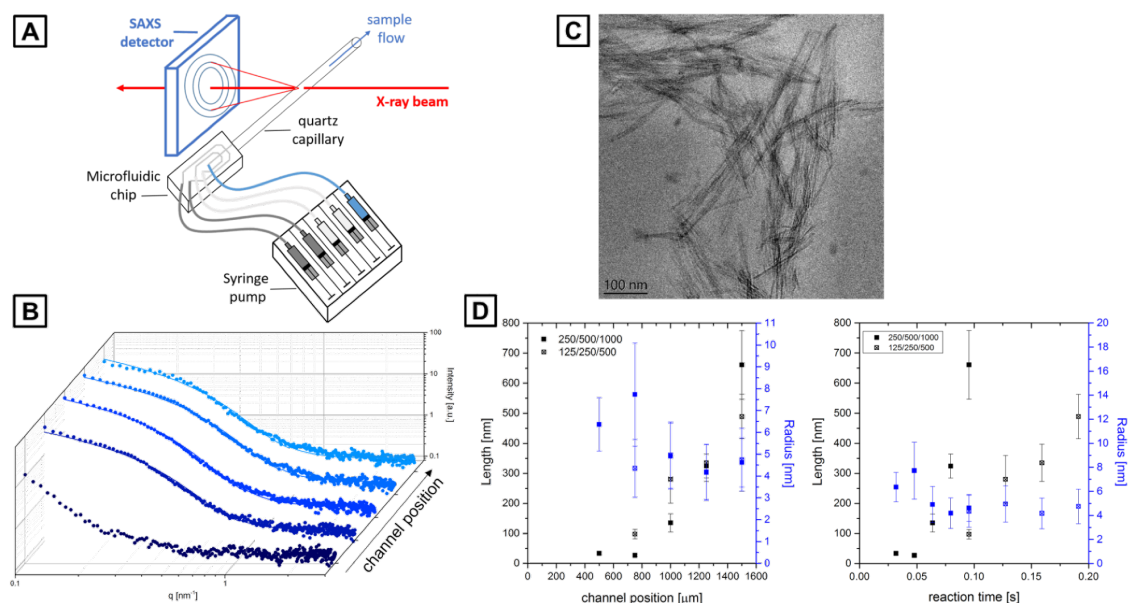 A
SAXS
detector
sample
flow
X-ray beam
quartz
capillary
Microfluidic
chip
Syringe
pump
B
100
10
1
0.1
Intensity [a.u.]
channel position
0.1
1
q [nm⁻¹]
C
100 nm
D
800
700
600
500
400
300
200
100
0
Length [nm]
250/500/1000
125/250/500
11
10
9
8
7
6
5
4
3
2
1
0
Radius [nm]
0 200 400 600 800 1000 1200 1400 1600
channel position [µm]
800
700
600
500
400
300
200
100
0
Length [nm]
250/500/1000
125/250/500
20
18
16
14
12
10
8
6
4
2
0
Radius [nm]
0.00 0.05 0.10 0.15 0.20
reaction time [s]